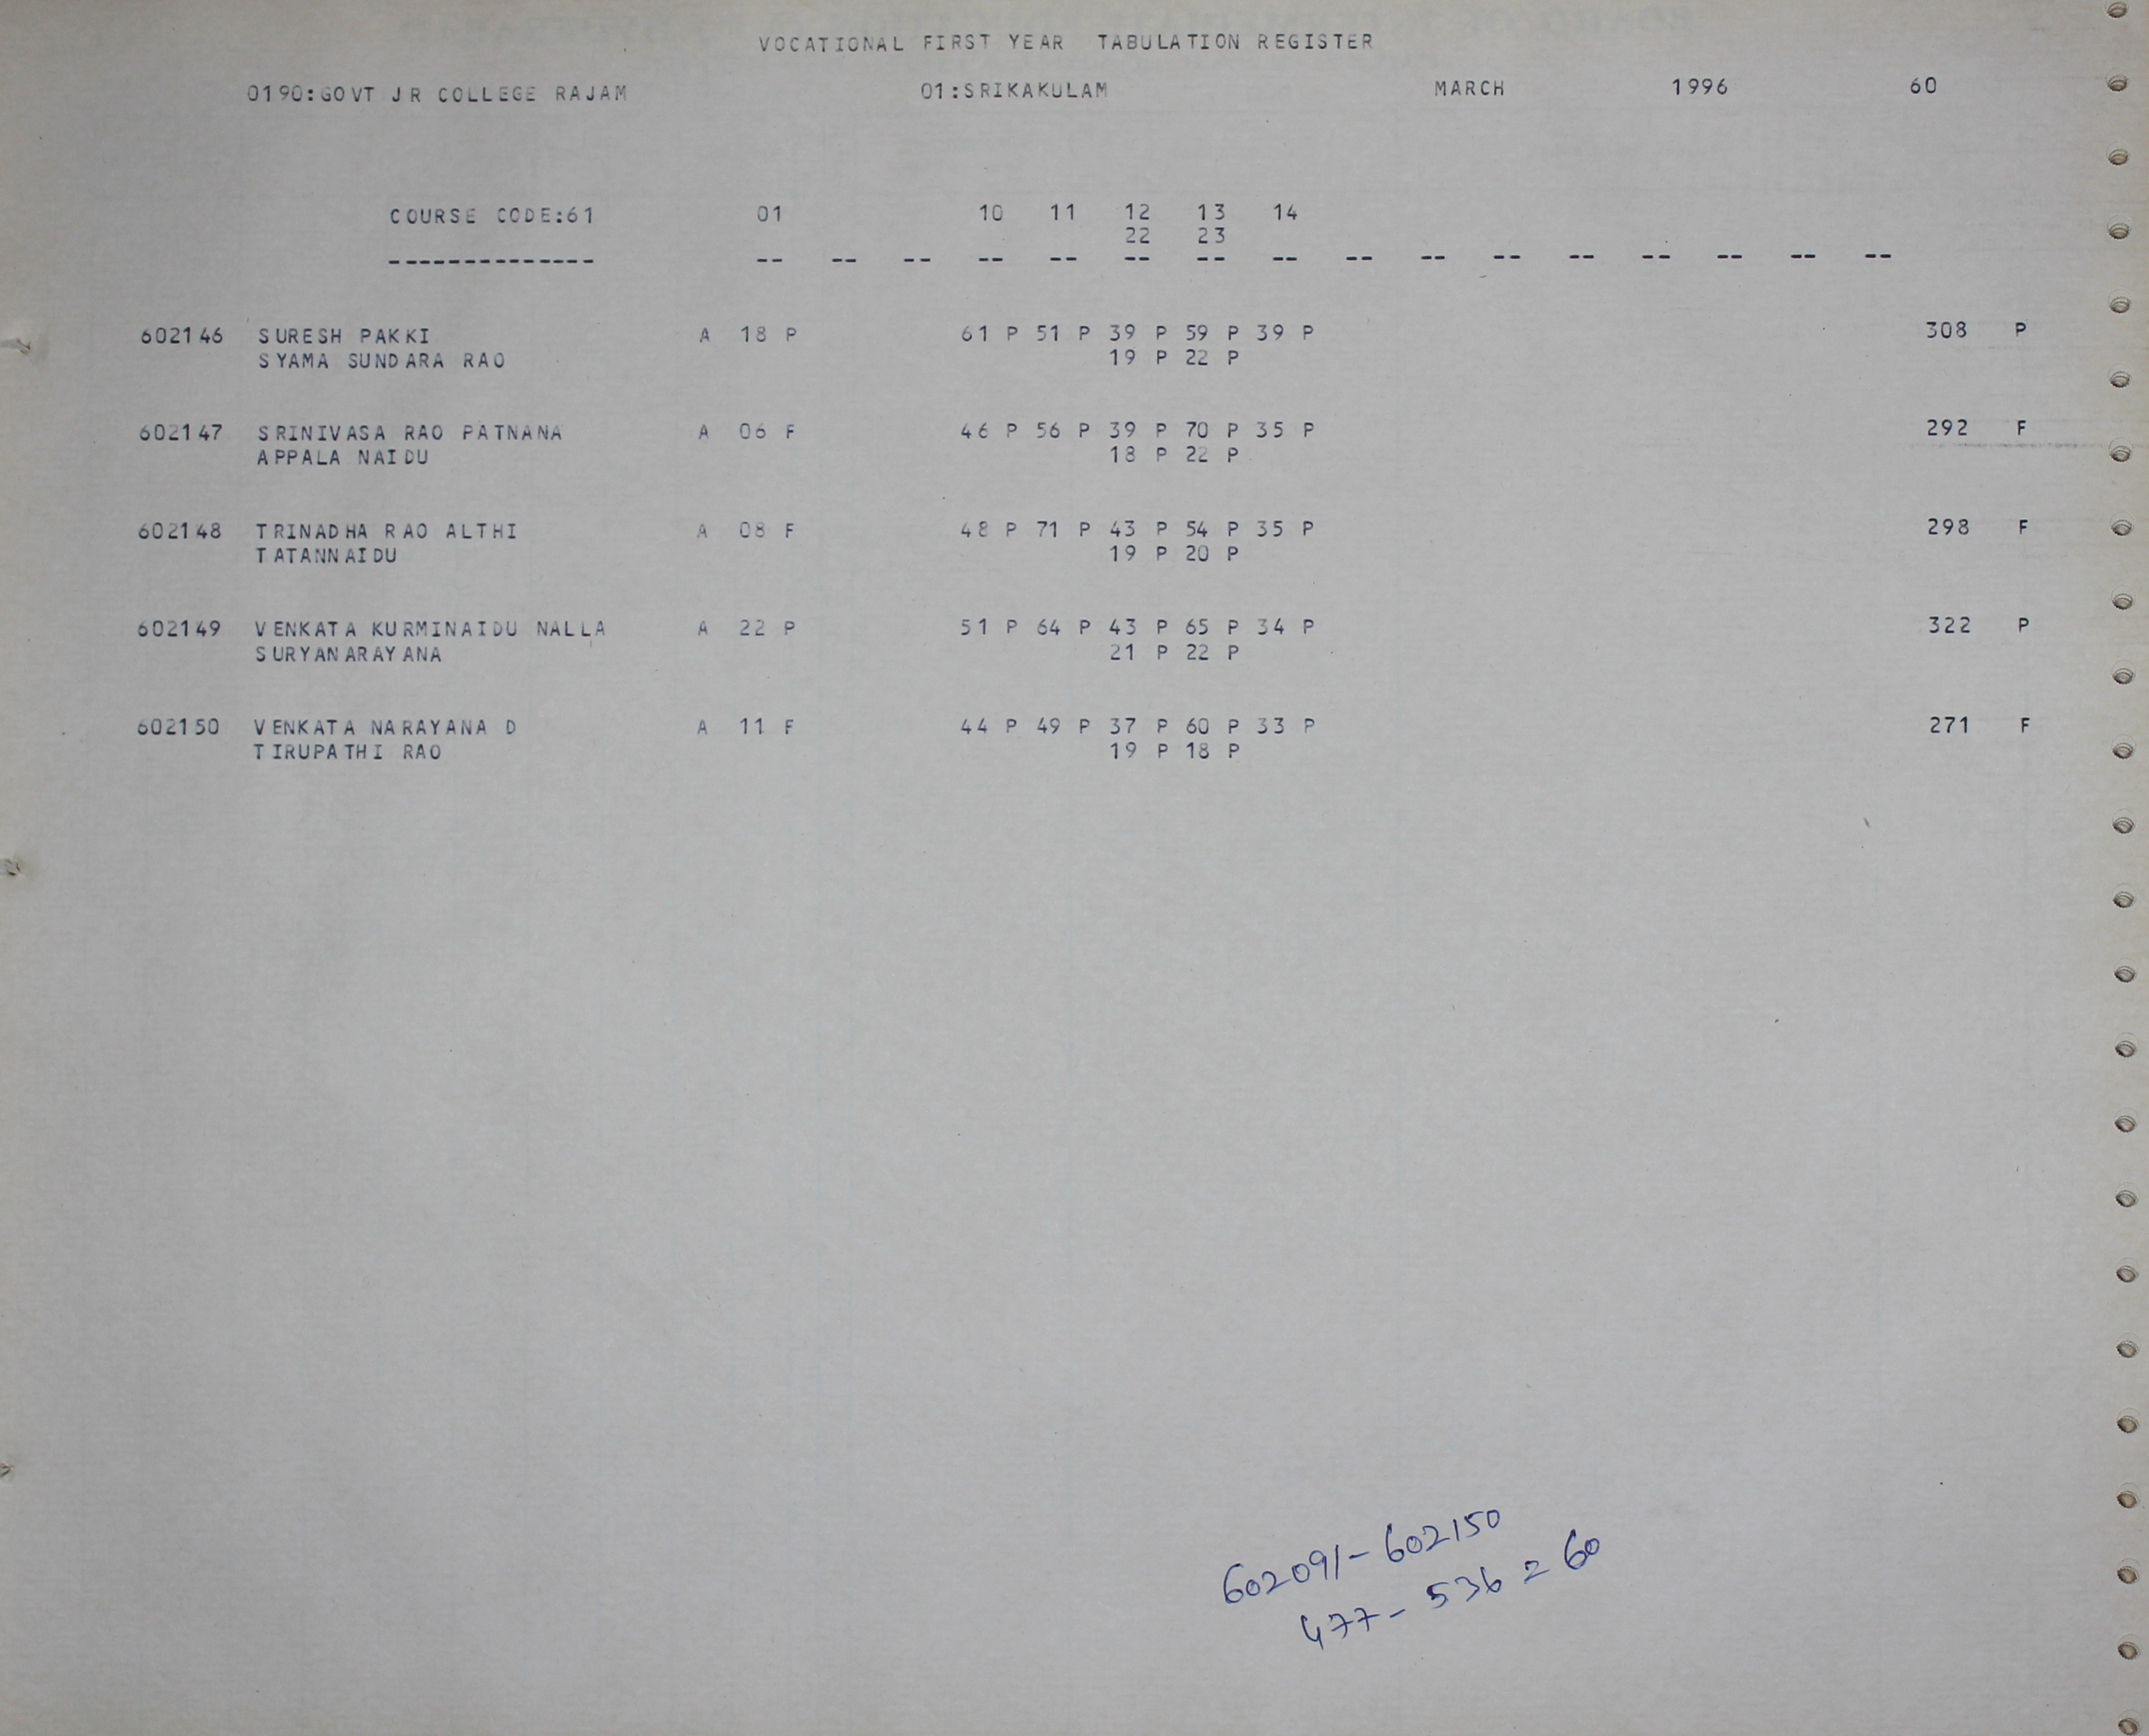 VOCATIONAL FIRST YEAR TABULATION REGISTER
0190:GOVT JR COLLEGE RAJAM 01:SRIKAKULAM MARCH 1996 60
COURSE CODE:61 01 10 11 12 13 14
22 23
-------------- -- -- -- -- -- -- -- -- -- -- -- -- -- -- -- --
602146 SURESH PAKKI A 18 P 61 P 51 P 39 P 59 P 39 P 308 P
SYAMA SUNDARA RAO 19 P 22 P
602147 SRINIVASA RAO PATNANA A 06 F 46 P 56 P 39 P 70 P 35 P 292 F
APPALA NAIDU 18 P 22 P
602148 TRINADHA RAO ALTHI A 08 F 48 P 71 P 43 P 54 P 35 P 298 F
TATANNAIDU 19 P 20 P
602149 VENKATA KURMINAIDU NALLA A 22 P 51 P 64 P 43 P 65 P 34 P 322 P
SURYANARAYANA 21 P 22 P
602150 VENKATA NARAYANA D A 11 F 44 P 49 P 37 P 60 P 33 P 271 F
TIRUPATHI RAO 19 P 18 P
602091-602150
477-536=60